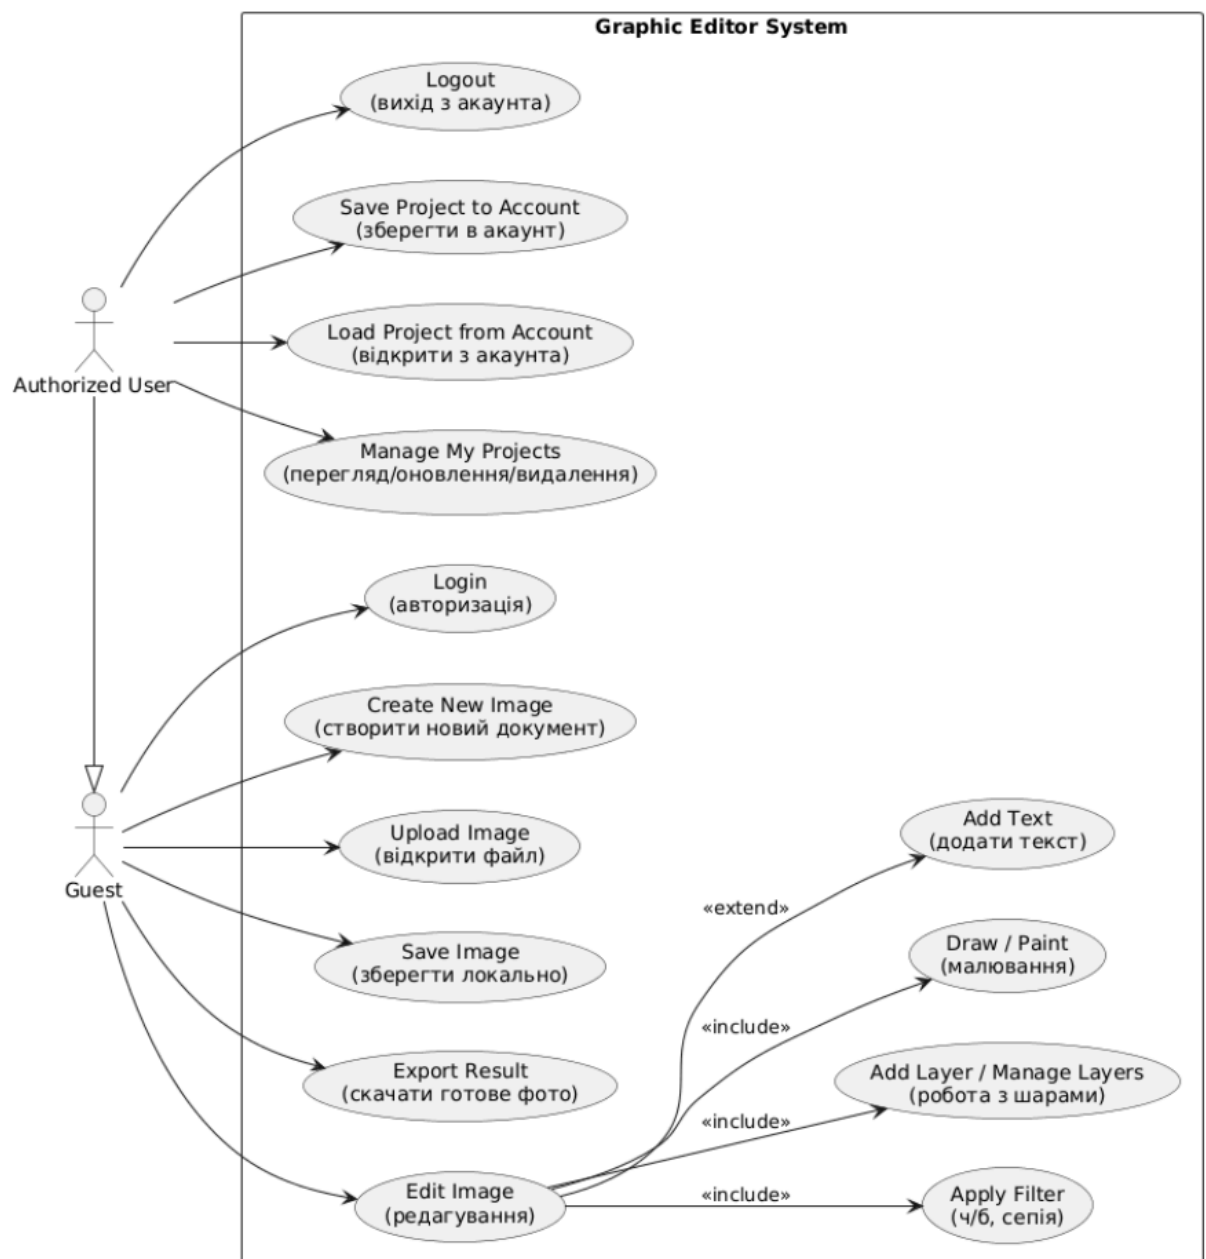 Graphic Editor System
Logout
(вихід з акаунта)
Save Project to Account
(зберегти в акаунт)
Load Project from Account
(відкрити з акаунта)
Authorized User
Manage My Projects
(перегляд/оновлення/видалення)
Login
(авторизація)
Create New Image
(створити новий документ)
Upload Image
(відкрити файл)
Guest
Save Image
(зберегти локально)
Export Result
(скачати готове фото)
Edit Image
(редагування)
«extend»
Add Text
(додати текст)
«include»
Draw / Paint
(малювання)
«include»
Add Layer / Manage Layers
(робота з шарами)
«include»
Apply Filter
(ч/б, сепія)